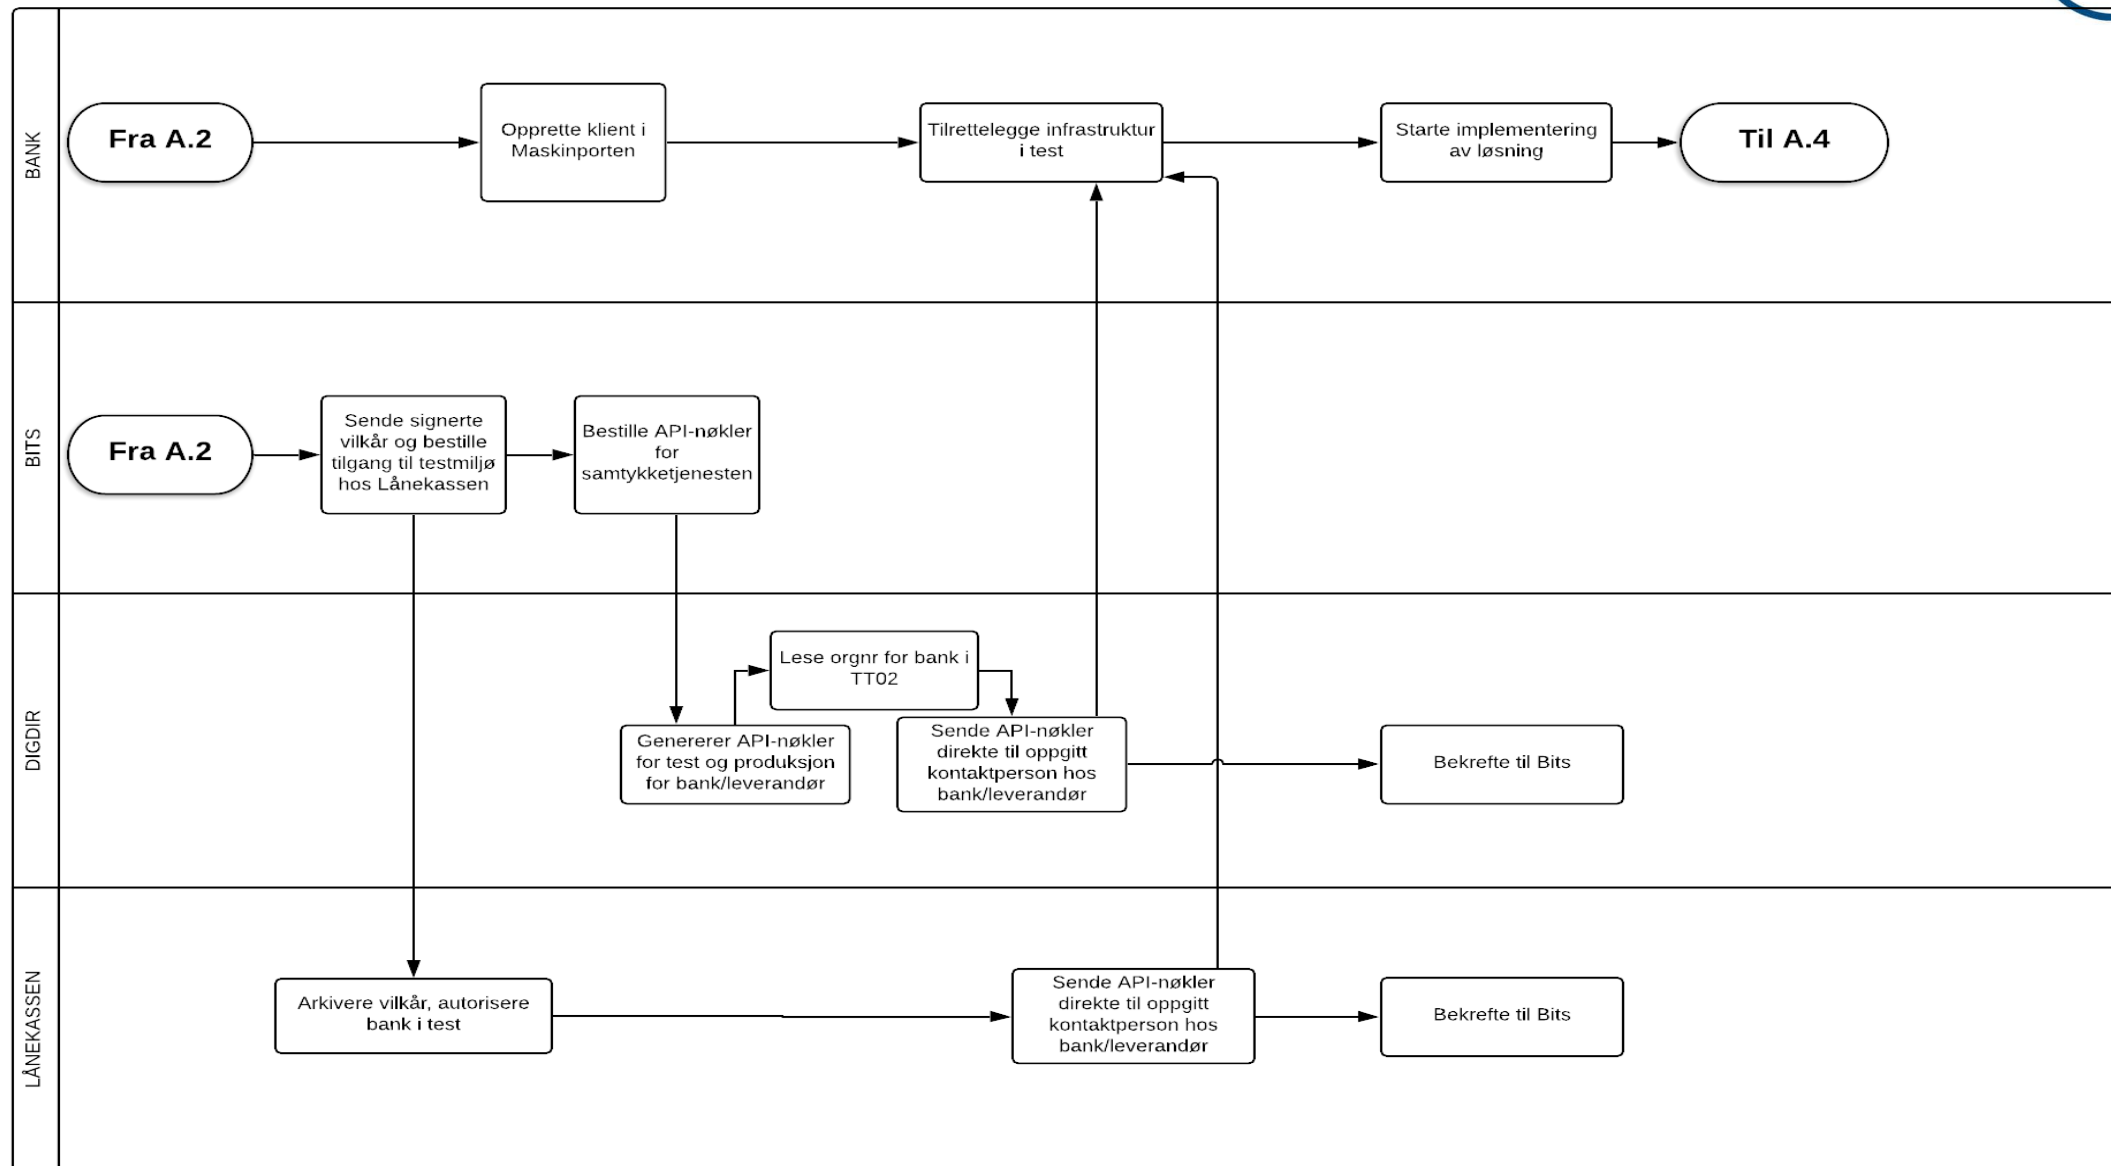 BANK
Fra A.2
Opprette klient i
Maskinporten
Tilrettelegge infrastruktur
i test
Starte implementering
av løsning
Til A.4
BITS
Fra A.2
Sende signerte
vilkår og bestille
tilgang til testmiljø
hos Lånekassen
Bestille API-nøkler
for
samtykketjenesten
DIGDIR
Genererer API-nøkler
for test og produksjon
for bank/leverandør
Lese orgnr for bank i
TT02
Sende API-nøkler
direkte til oppgitt
kontaktperson hos
bank/leverandør
Bekrefte til Bits
LÅNEKASSEN
Arkivere vilkår, autorisere
bank i test
Sende API-nøkler
direkte til oppgitt
kontaktperson hos
bank/leverandør
Bekrefte til Bits